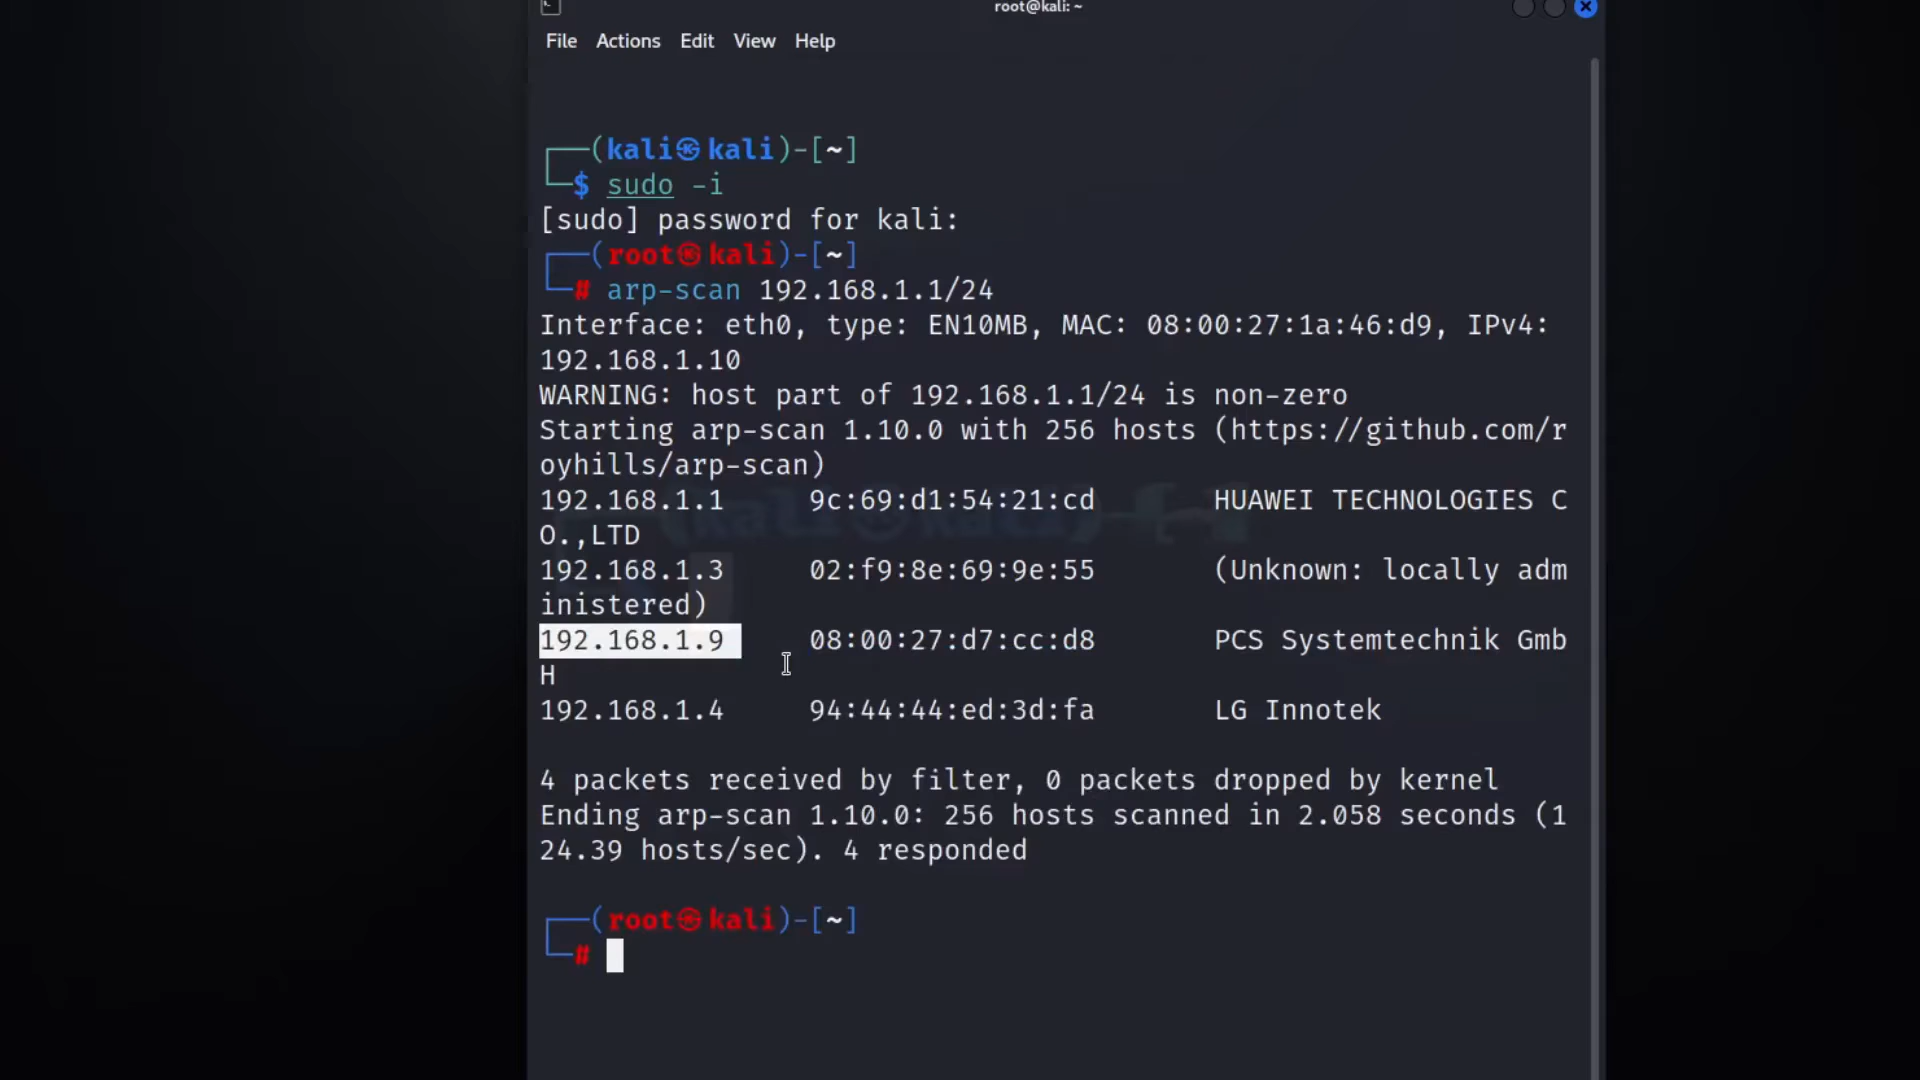 root@kali: ~
File Actions Edit View Help
┌──(kali㉿kali)-[~]
└─$ sudo -i
[sudo] password for kali:
┌──(root㉿kali)-[~]
└─# arp-scan 192.168.1.1/24
Interface: eth0, type: EN10MB, MAC: 08:00:27:1a:46:d9, IPv4:
192.168.1.10
WARNING: host part of 192.168.1.1/24 is non-zero
Starting arp-scan 1.10.0 with 256 hosts (https://github.com/r
oyhills/arp-scan)
192.168.1.1 9c:69:d1:54:21:cd HUAWEI TECHNOLOGIES C
O.,LTD
192.168.1.3 02:f9:8e:69:9e:55 (Unknown: locally adm
inistered)
192.168.1.9 08:00:27:d7:cc:d8 PCS Systemtechnik Gmb
H
192.168.1.4 94:44:44:ed:3d:fa LG Innotek
4 packets received by filter, 0 packets dropped by kernel
Ending arp-scan 1.10.0: 256 hosts scanned in 2.058 seconds (1
24.39 hosts/sec). 4 responded
┌──(root㉿kali)-[~]
└─#